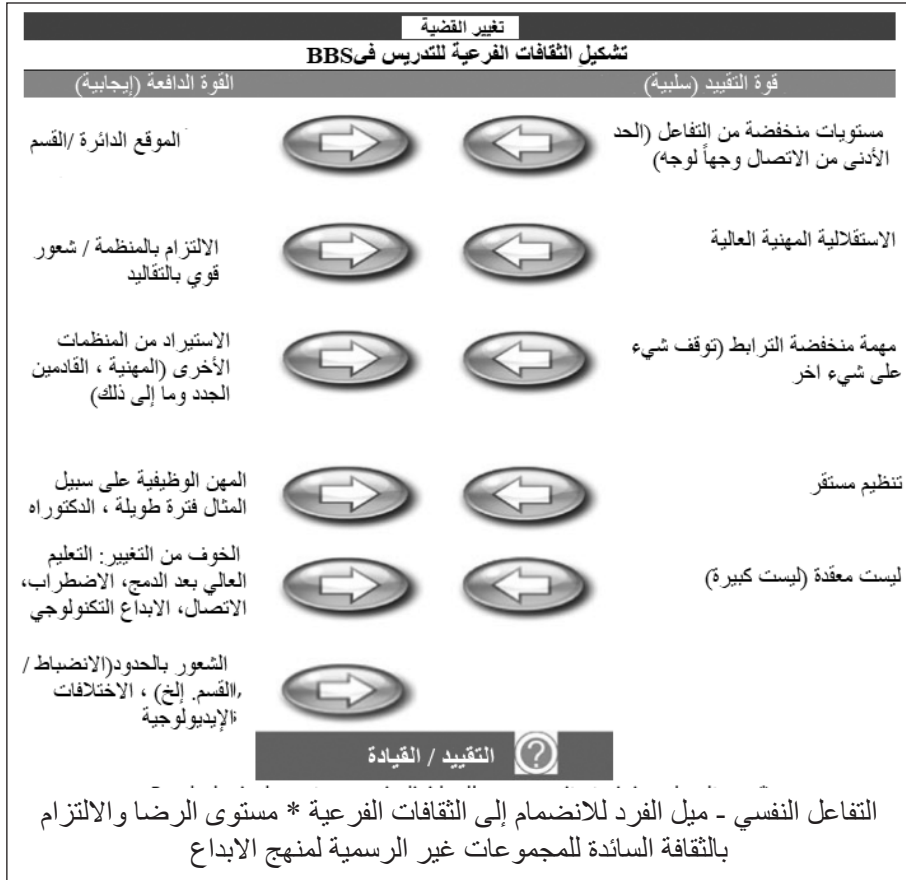 تغيير القضية
تشكيل الثقافات الفرعية للتدريس فى BBS
قوة التقييد (سلبية)
القوة الدافعة (إيجابية)
مستويات منخفضة من التفاعل (الحد
الأدنى من الاتصال وجهاً لوجه)
الموقع الدائرة /القسم
الاستقلالية المهنية العالية
الالتزام بالمنظمة / شعور
قوي بالتقاليد
مهمة منخفضة الترابط (توقف شيء
على شيء اخر
الاستيراد من المنظمات
الأخرى (المهنية ، القادمين
الجدد وما إلى ذلك)
تنظيم مستقر
المهن الوظيفية على سبيل
المثال فترة طويلة ، الدكتوراه
ليست معقدة (ليست كبيرة)
الخوف من التغيير: التعليم
العالي بعد الدمج، الاضطراب،
الاتصال، الابداع التكنولوجي
الشعور بالحدود(الانضباط /
القسم. إلخ) ، الاختلافات
الإيديولوجية
التقييد / القيادة
?
التفاعل النفسي - ميل الفرد للانضمام إلى الثقافات الفرعية * مستوى الرضا والالتزام
بالثقافة السائدة للمجموعات غير الرسمية لمنهج الابداع